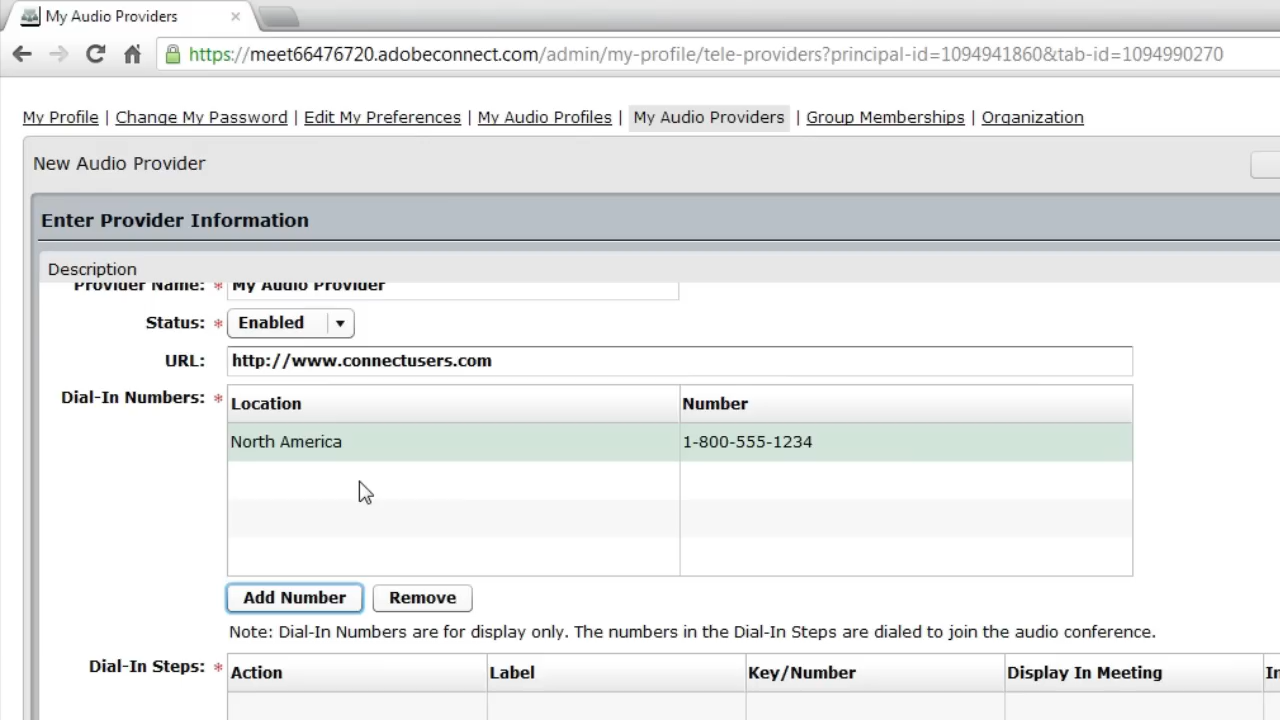 My Audio Providers
https://meet66476720.adobeconnect.com/admin/my-profile/tele-providers?principal-id=1094941860&tab-id=1094990270
My Profile | Change My Password | Edit My Preferences | My Audio Profiles | My Audio Providers | Group Memberships | Organization
New Audio Provider
Enter Provider Information
Description
Provider Name: * My Audio Provider
Status: * Enabled
URL: http://www.connectusers.com
Dial-In Numbers: * Location Number
North America 1-800-555-1234
Add Number Remove
Note: Dial-In Numbers are for display only. The numbers in the Dial-In Steps are dialed to join the audio conference.
Dial-In Steps: * Action Label Key/Number Display In Meeting